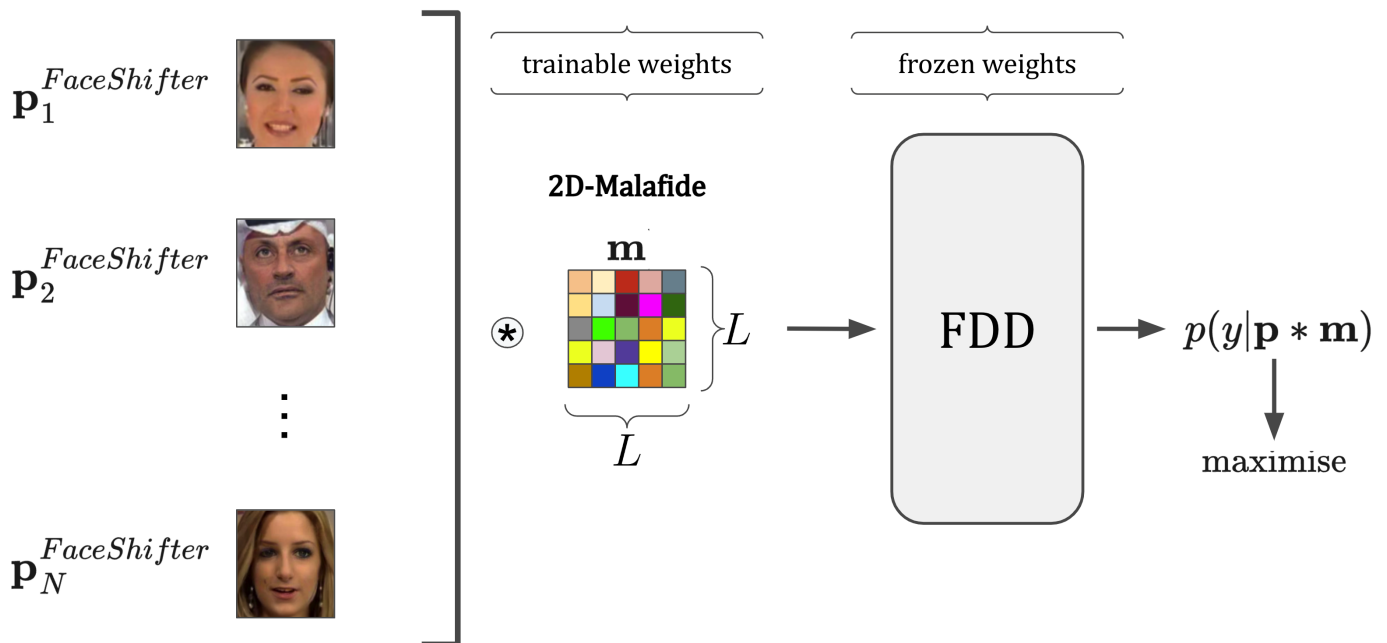 p_1^{FaceShifter}
p_2^{FaceShifter}
⋮
p_N^{FaceShifter}
trainable weights
2D-Malafide
m
⊛
L
L
frozen weights
FDD
p(y|p * m)
maximise